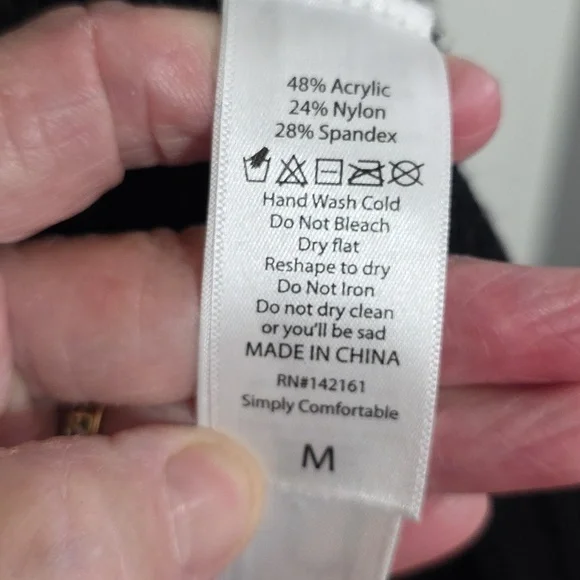 48% Acrylic
24% Nylon
28% Spandex
Hand Wash Cold
Do Not Bleach
Dry flat
Reshape to dry
Do Not Iron
Do not dry clean
or you'll be sad
MADE IN CHINA
RN#142161
Simply Comfortable
M